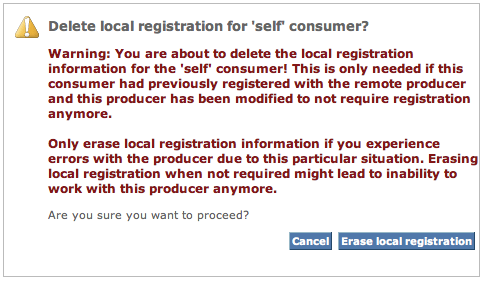 Delete local registration for 'self' consumer?
Warning: You are about to delete the local registration
information for the 'self' consumer! This is only needed if this
consumer had previously registered with the remote producer
and this producer has been modified to not require registration
anymore.
Only erase local registration information if you experience
errors with the producer due to this particular situation. Erasing
local registration when not required might lead to inability to
work with this producer anymore.
Are you sure you want to proceed?
Cancel Erase local registration